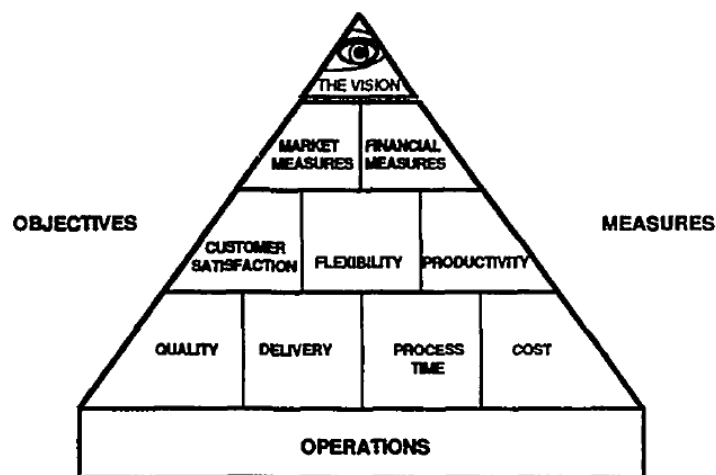 THE VISION
MARKET FINANCIAL
MEASURES MEASURES
OBJECTIVES MEASURES
CUSTOMER
SATISFACTION FLEXIBILITY PRODUCTIVITY
QUALITY DELIVERY PROCESS COST
TIME
OPERATIONS